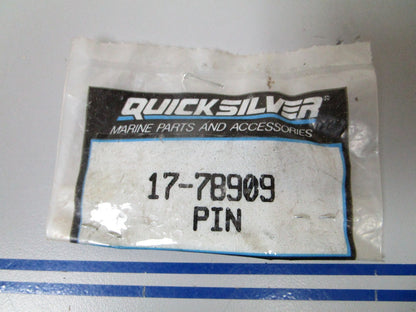 QUICKSILVER
MARINE PARTS AND ACCESSORIES
17-78909
PIN